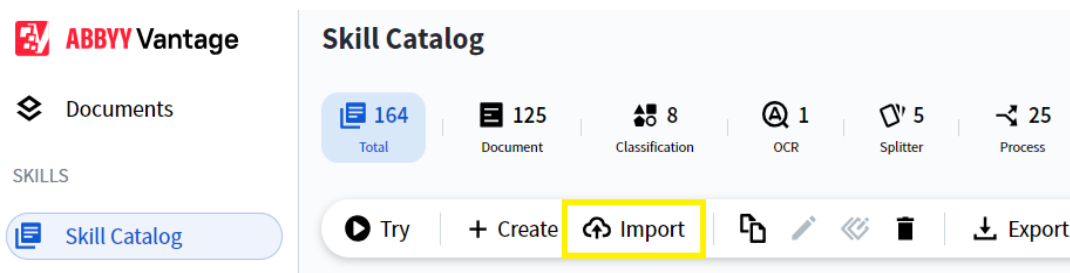 ABBYY Vantage
Documents
SKILLS
Skill Catalog
Skill Catalog
164 125 8 1 5 25
Total Document Classification OCR Splitter Process
Try + Create Import Export